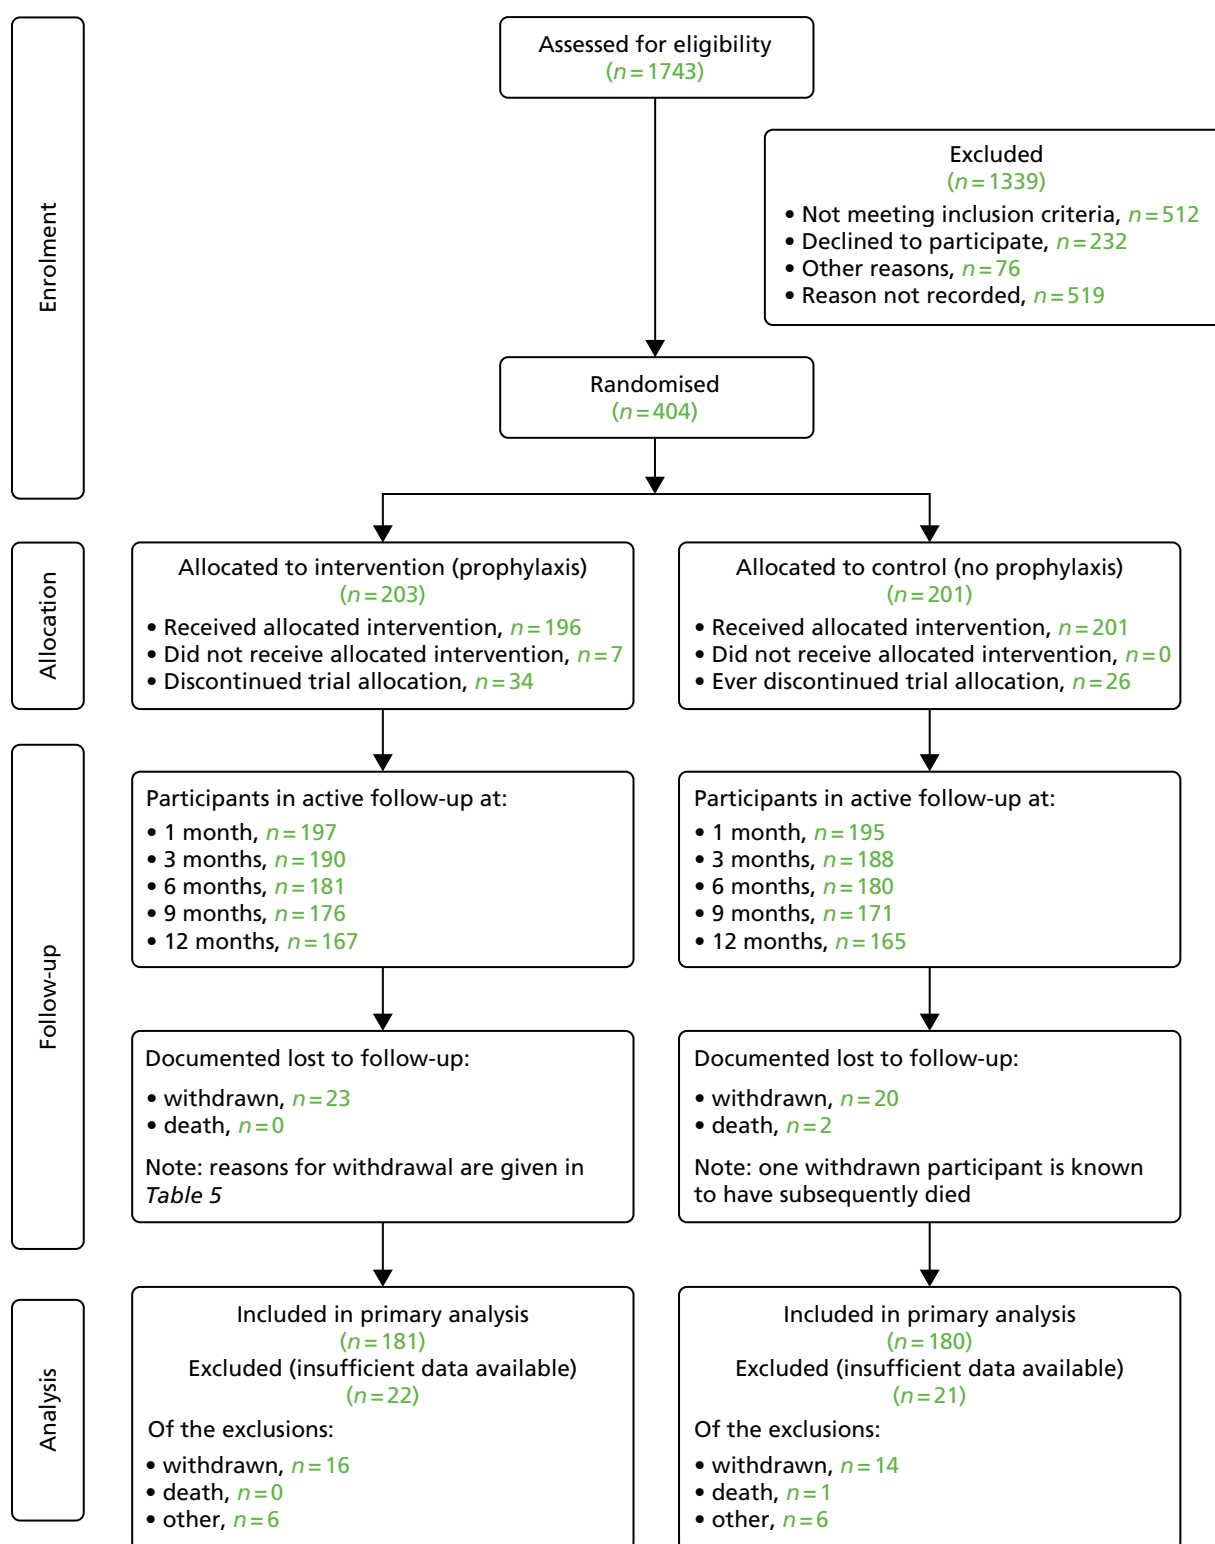 Enrolment
Assessed for eligibility
(n = 1743)
Excluded
(n = 1339)
• Not meeting inclusion criteria, n = 512
• Declined to participate, n = 232
• Other reasons, n = 76
• Reason not recorded, n = 519
Randomised
(n = 404)
Allocation
Allocated to intervention (prophylaxis)
(n = 203)
• Received allocated intervention, n = 196
• Did not receive allocated intervention, n = 7
• Discontinued trial allocation, n = 34
Allocated to control (no prophylaxis)
(n = 201)
• Received allocated intervention, n = 201
• Did not receive allocated intervention, n = 0
• Ever discontinued trial allocation, n = 26
Follow-up
Participants in active follow-up at:
• 1 month, n = 197
• 3 months, n = 190
• 6 months, n = 181
• 9 months, n = 176
• 12 months, n = 167
Participants in active follow-up at:
• 1 month, n = 195
• 3 months, n = 188
• 6 months, n = 180
• 9 months, n = 171
• 12 months, n = 165
Documented lost to follow-up:
• withdrawn, n = 23
• death, n = 0
Note: reasons for withdrawal are given in
Table 5
Documented lost to follow-up:
• withdrawn, n = 20
• death, n = 2
Note: one withdrawn participant is known
to have subsequently died
Analysis
Included in primary analysis
(n = 181)
Excluded (insufficient data available)
(n = 22)
Of the exclusions:
• withdrawn, n = 16
• death, n = 0
• other, n = 6
Included in primary analysis
(n = 180)
Excluded (insufficient data available)
(n = 21)
Of the exclusions:
• withdrawn, n = 14
• death, n = 1
• other, n = 6